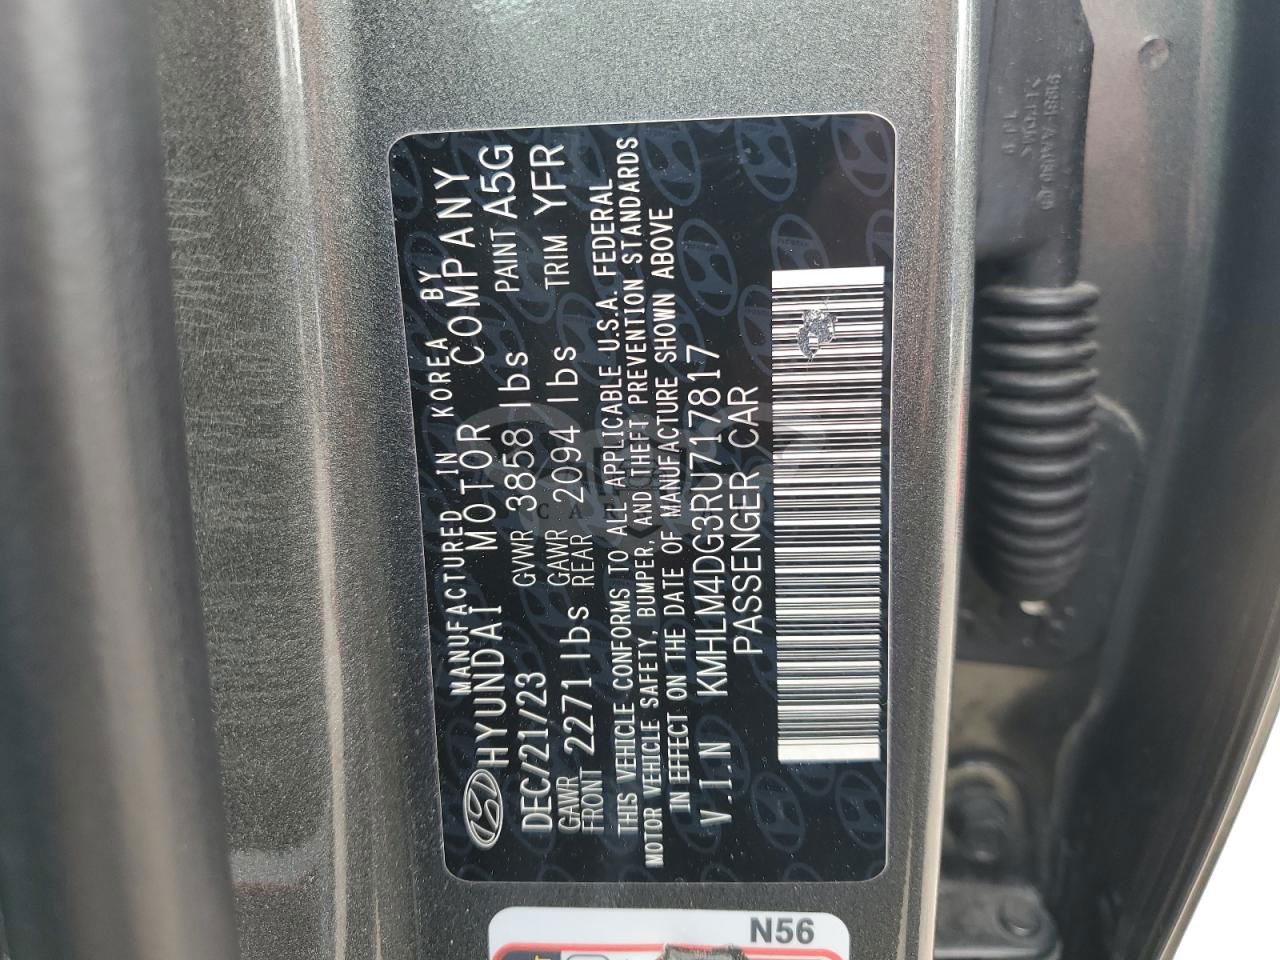 MANUFACTURED IN KOREA BY
HYUNDAI MOTOR COMPANY
DEC/21/23 GVWR 3858 lbs PAINT A5G
GAWR FRONT 2271 lbs GAWR REAR 2094 lbs TRIM YFR
THIS VEHICLE CONFORMS TO ALL APPLICABLE U.S.A. FEDERAL
MOTOR VEHICLE SAFETY, BUMPER, AND THEFT PREVENTION STANDARDS
IN EFFECT ON THE DATE OF MANUFACTURE SHOWN ABOVE
V.I.N KMHLM4DG3RU717817
PASSENGER CAR
N56